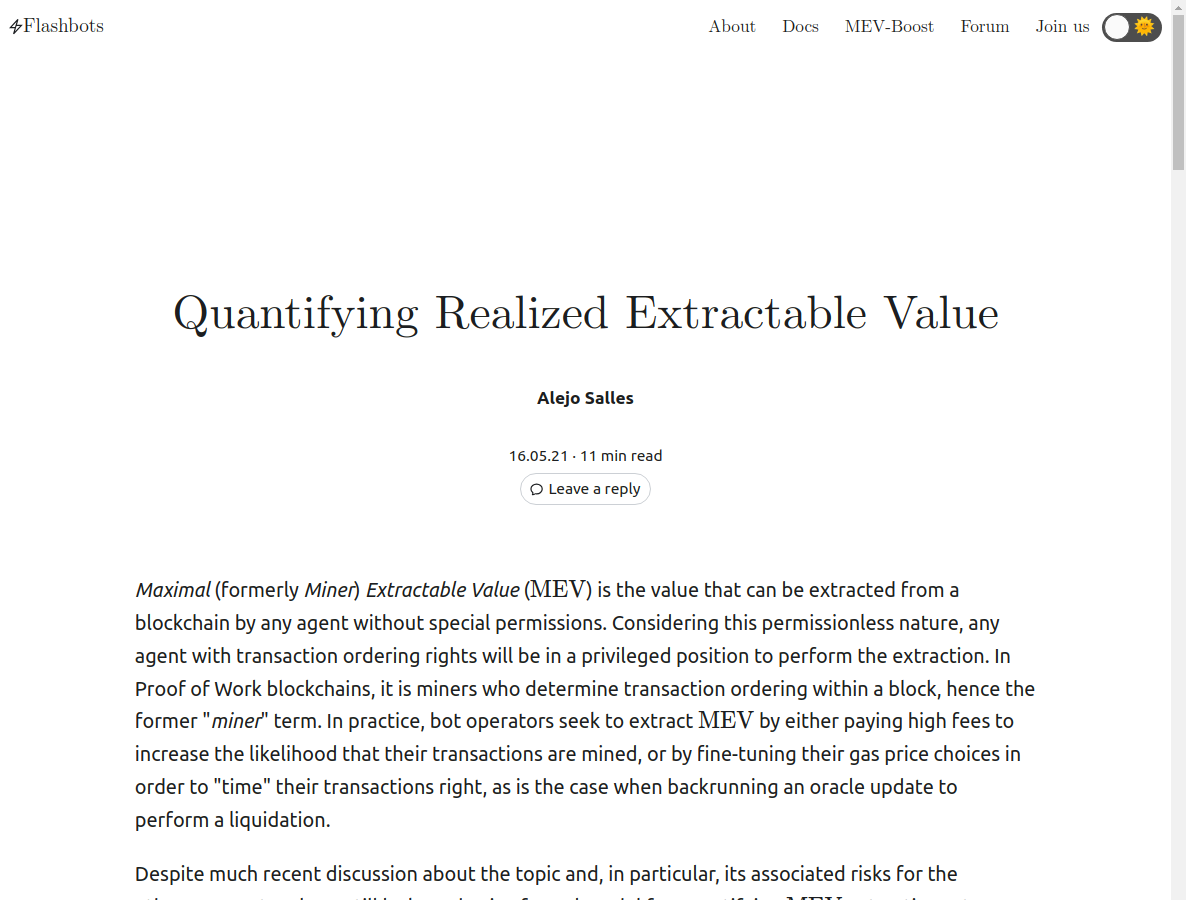 Flashbots
About Docs MEV-Boost Forum Join us
Quantifying Realized Extractable Value
Alejo Salles
16.05.21 · 11 min read
Leave a reply
Maximal (formerly Miner) Extractable Value (MEV) is the value that can be extracted from a
blockchain by any agent without special permissions. Considering this permissionless nature, any
agent with transaction ordering rights will be in a privileged position to perform the extraction. In
Proof of Work blockchains, it is miners who determine transaction ordering within a block, hence the
former "miner" term. In practice, bot operators seek to extract MEV by either paying high fees to
increase the likelihood that their transactions are mined, or by fine-tuning their gas price choices in
order to "time" their transactions right, as is the case when backrunning an oracle update to
perform a liquidation.
Despite much recent discussion about the topic and, in particular, its associated risks for the